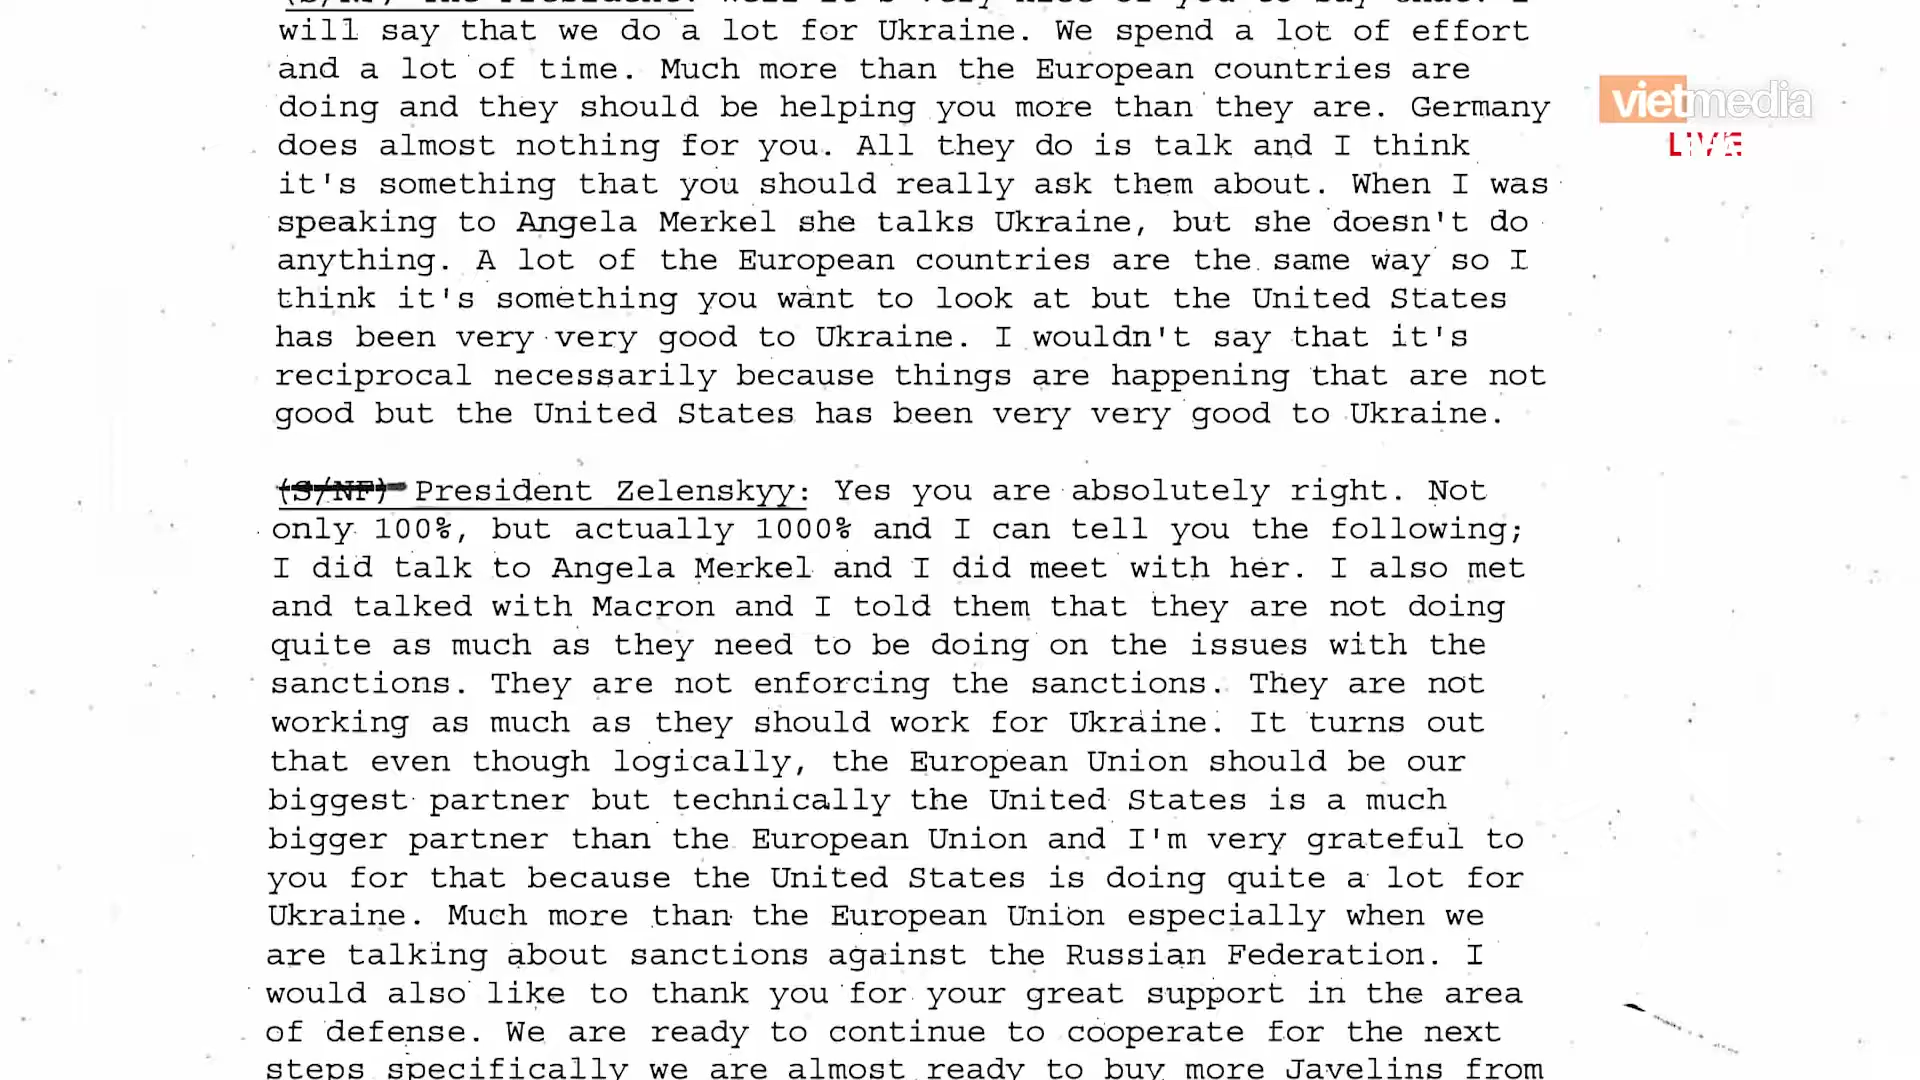 will say that we do a lot for Ukraine. We spend a lot of effort
and a lot of time. Much more than the European countries are
doing and they should be helping you more than they are. Germany
does almost nothing for you. All they do is talk and I think
it's something that you should really ask them about. When I was
speaking to Angela Merkel she talks Ukraine, but she doesn't do
anything. A lot of the European countries are the same way so I
think it's something you want to look at but the United States
has been very very good to Ukraine. I wouldn't say that it's
reciprocal necessarily because things are happening that are not
good but the United States has been very very good to Ukraine.
(S/NF) President Zelenskyy: Yes you are absolutely right. Not
only 100%, but actually 1000% and I can tell you the following;
I did talk to Angela Merkel and I did meet with her. I also met
and talked with Macron and I told them that they are not doing
quite as much as they need to be doing on the issues with the
sanctions. They are not enforcing the sanctions. They are not
working as much as they should work for Ukraine. It turns out
that even though logically, the European Union should be our
biggest partner but technically the United States is a much
bigger partner than the European Union and I'm very grateful to
you for that because the United States is doing quite a lot for
Ukraine. Much more than the European Union especially when we
are talking about sanctions against the Russian Federation. I
would also like to thank you for your great support in the area
of defense. We are ready to continue to cooperate for the next
steps specifically we are almost ready to buy more Javelins from
vietmedia